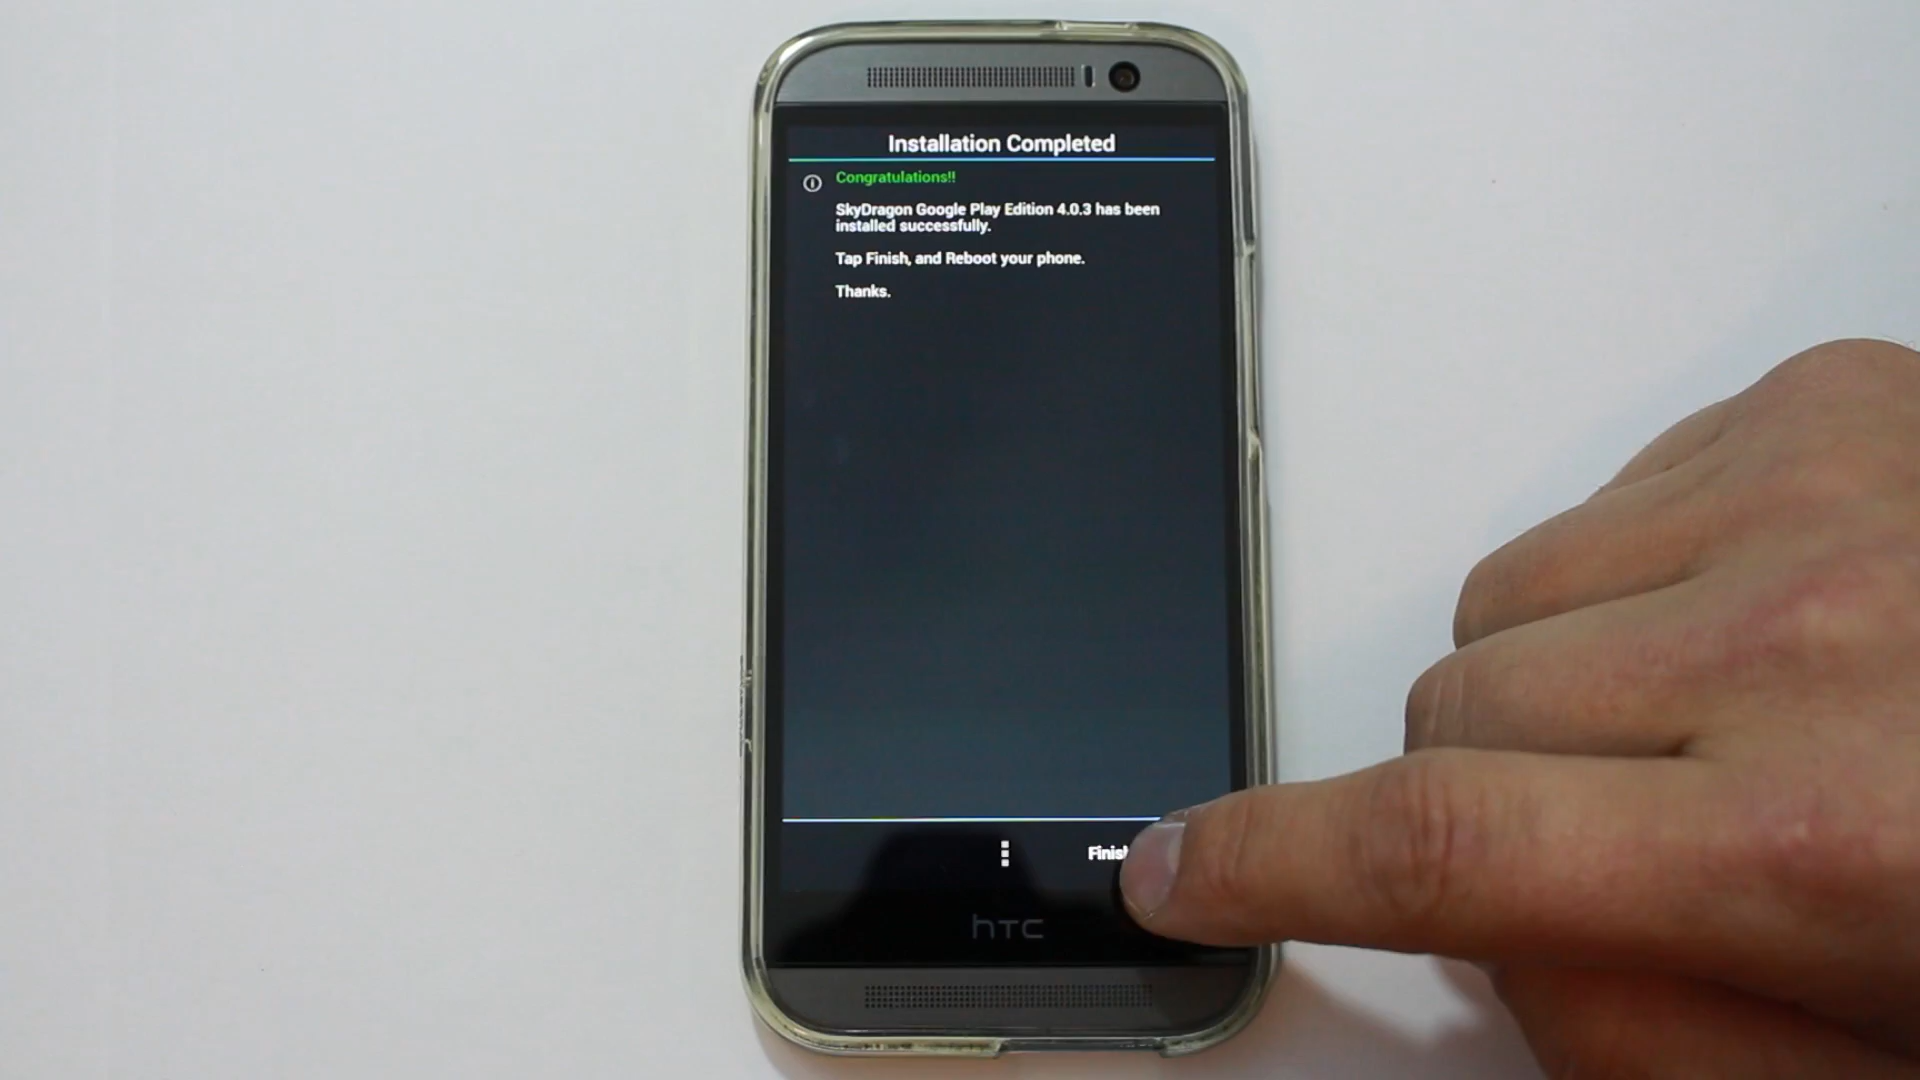 Installation Completed
Congratulations!!
SkyDragon Google Play Edition 4.0.3 has been
installed successfully.
Tap Finish, and Reboot your phone.
Thanks.
Finish
hTC